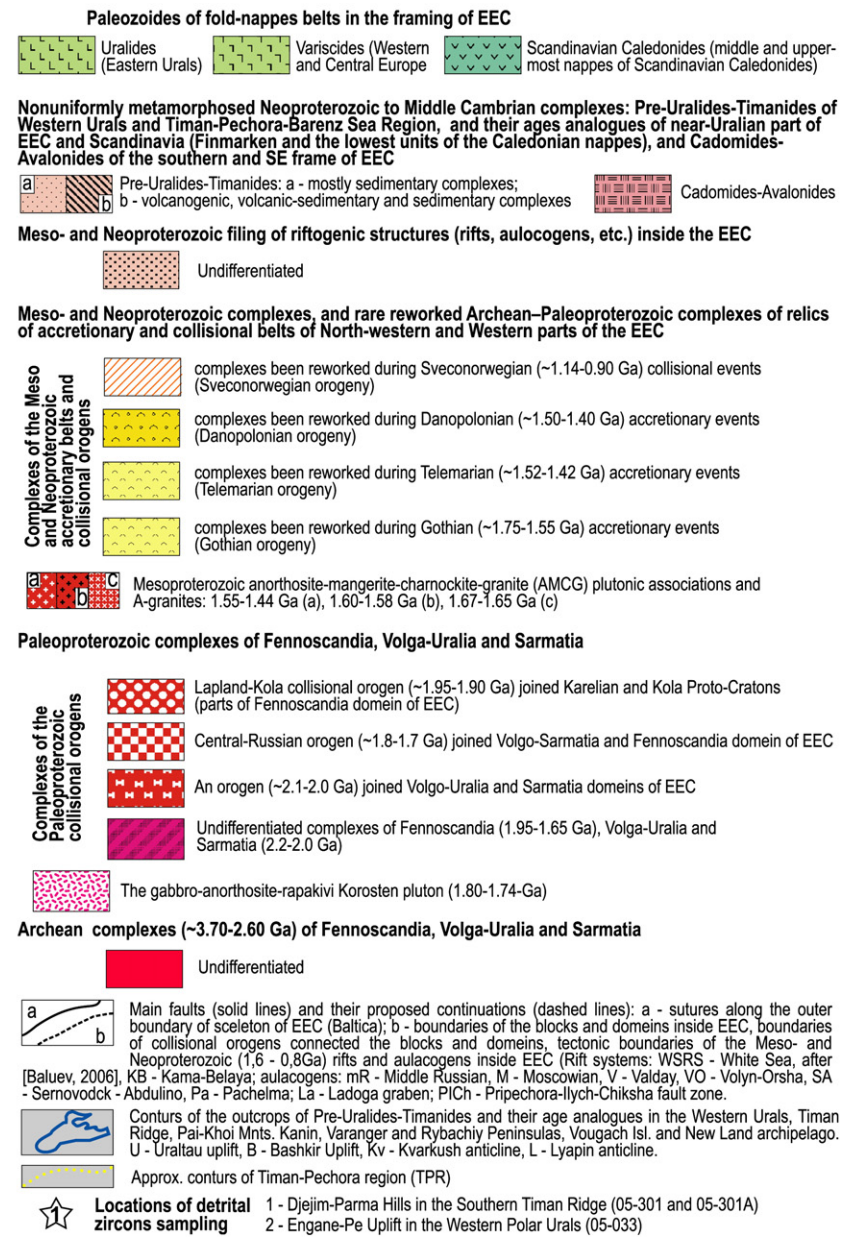 Paleozoides of fold-nappes belts in the framing of EEC
Uralides
(Eastern Urals)
Variscides (Western
and Central Europe
Scandinavian Caledonides (middle and upper-
most nappes of Scandinavian Caledonides)
Nonuniformly metamorphosed Neoproterozoic to Middle Cambrian complexes: Pre-Uralides-Timanides of
Western Urals and Timan-Pechora-Barenz Sea Region, and their ages analogues of near-Uralian part of
EEC and Scandinavia (Finmarken and the lowest units of the Caledonian nappes), and Cadomides-
Avalonides of the southern and SE frame of EEC
a
b
Pre-Uralides-Timanides: a - mostly sedimentary complexes;
b - volcanogenic, volcanic-sedimentary and sedimentary complexes
Cadomides-Avalonides
Meso- and Neoproterozoic filing of riftogenic structures (rifts, aulocogens, etc.) inside the EEC
Undifferentiated
Meso- and Neoproterozoic complexes, and rare reworked Archean–Paleoproterozoic complexes of relics
of accretionary and collisional belts of North-western and Western parts of the EEC
Complexes of the Meso
and Neoproterozoic
accretionary belts and
collisional orogens
complexes been reworked during Sveconorwegian (~1.14-0.90 Ga) collisional events
(Sveconorwegian orogeny)
complexes been reworked during Danopolonian (~1.50-1.40 Ga) accretionary events
(Danopolonian orogeny)
complexes been reworked during Telemarian (~1.52-1.42 Ga) accretionary events
(Telemarian orogeny)
complexes been reworked during Gothian (~1.75-1.55 Ga) accretionary events
(Gothian orogeny)
a
b
c
Mesoproterozoic anorthosite-mangerite-charnockite-granite (AMCG) plutonic associations and
A-granites: 1.55-1.44 Ga (a), 1.60-1.58 Ga (b), 1.67-1.65 Ga (c)
Paleoproterozoic complexes of Fennoscandia, Volga-Uralia and Sarmatia
Complexes of the
Paleoproterozoic
collisional orogens
Lapland-Kola collisional orogen (~1.95-1.90 Ga) joined Karelian and Kola Proto-Cratons
(parts of Fennoscandia domein of EEC)
Central-Russian orogen (~1.8-1.7 Ga) joined Volgo-Sarmatia and Fennoscandia domein of EEC
An orogen (~2.1-2.0 Ga) joined Volgo-Uralia and Sarmatia domeins of EEC
Undifferentiated complexes of Fennoscandia (1.95-1.65 Ga), Volga-Uralia and
Sarmatia (2.2-2.0 Ga)
The gabbro-anorthosite-rapakivi Korosten pluton (1.80-1.74-Ga)
Archean complexes (~3.70-2.60 Ga) of Fennoscandia, Volga-Uralia and Sarmatia
Undifferentiated
a
b
Main faults (solid lines) and their proposed continuations (dashed lines): a - sutures along the outer
boundary of sceleton of EEC (Baltica); b - boundaries of the blocks and domeins inside EEC, boundaries
of collisional orogens connected the blocks and domeins, tectonic boundaries of the Meso- and
Neoproterozoic (1,6 - 0,8Ga) rifts and aulacogens inside EEC (Rift systems: WSRS - White Sea, after
[Baluev, 2006], KB - Kama-Belaya; aulacogens: mR - Middle Russian, M - Moscowian, V - Valday, VO - Volyn-Orsha, SA
- Sernovodck - Abdulino, Pa - Pachelma; La - Ladoga graben; PICh - Pripechora-Ilych-Chiksha fault zone.
Conturs of the outcrops of Pre-Uralides-Timanides and their age analogues in the Western Urals, Timan
Ridge, Pai-Khoi Mnts. Kanin, Varanger and Rybachiy Peninsulas, Vougach Isl. and New Land archipelago.
U - Uraltau uplift, B - Bashkir Uplift, Kv - Kvarkush anticline, L - Lyapin anticline.
Approx. conturs of Timan-Pechora region (TPR)
1
Locations of detrital
zircons sampling
1 - Djejim-Parma Hills in the Southern Timan Ridge (05-301 and 05-301A)
2 - Engane-Pe Uplift in the Western Polar Urals (05-033)